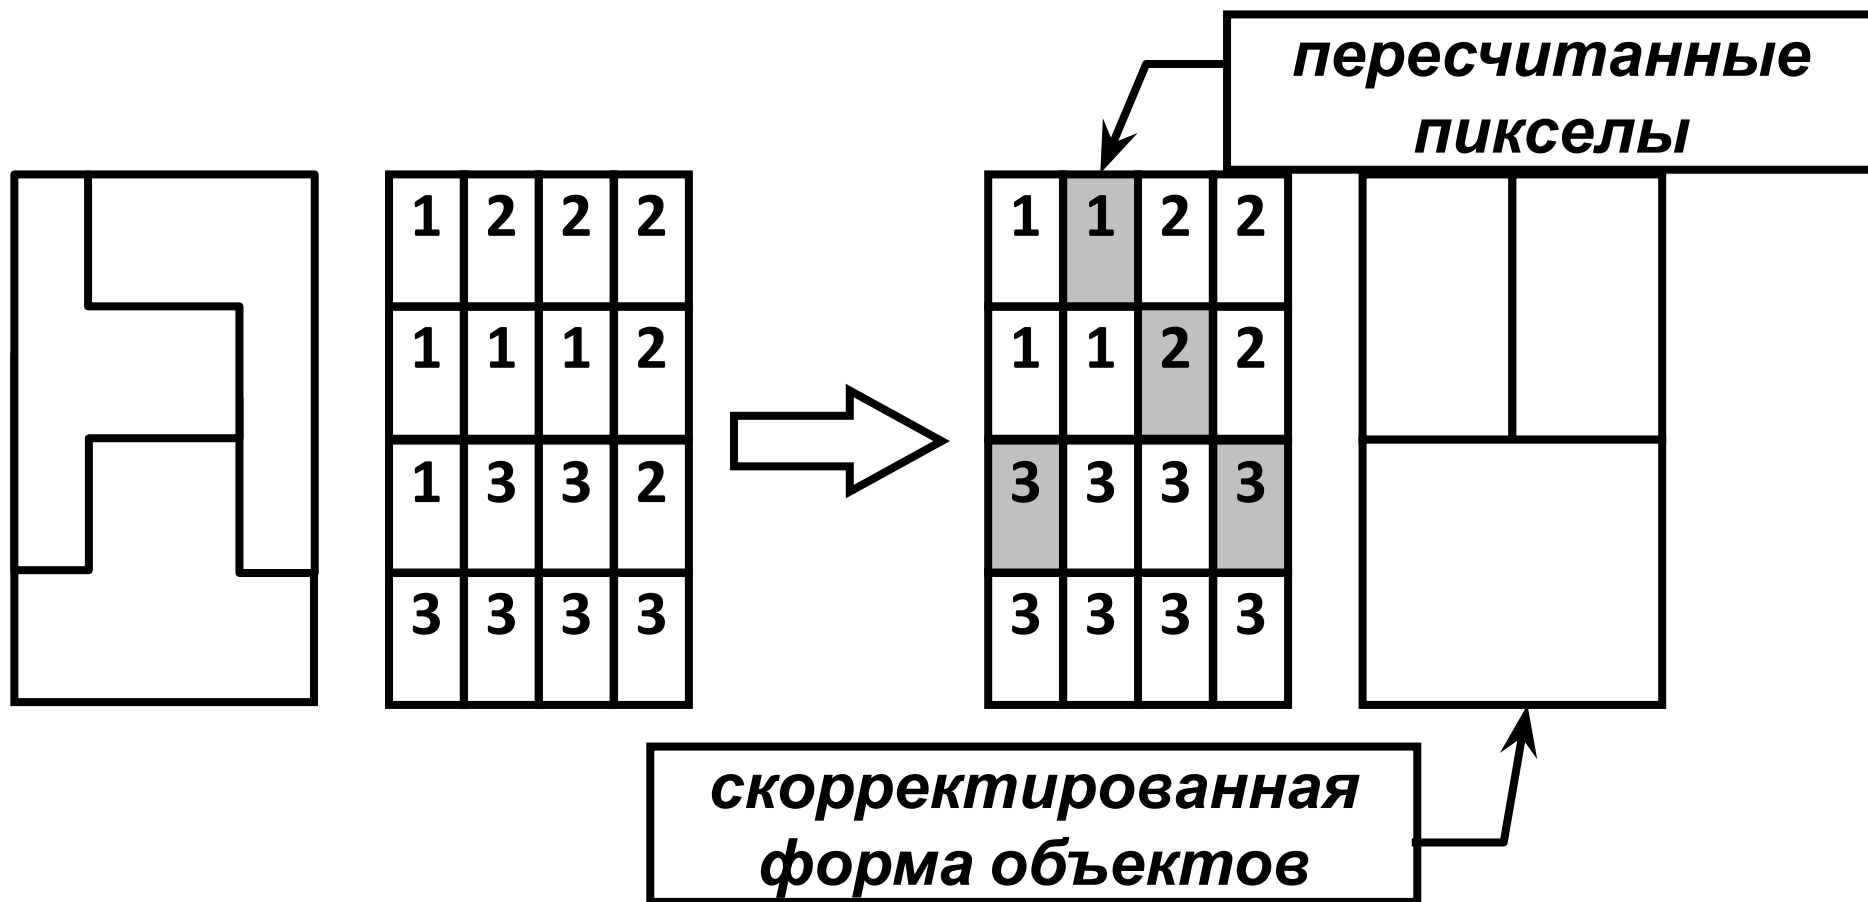 пересчитанные
пикселы
1 2 2 2
1 1 1 2
1 3 3 2
3 3 3 3
1 1 2 2
1 1 2 2
3 3 3 3
3 3 3 3
скорректированная
форма объектов